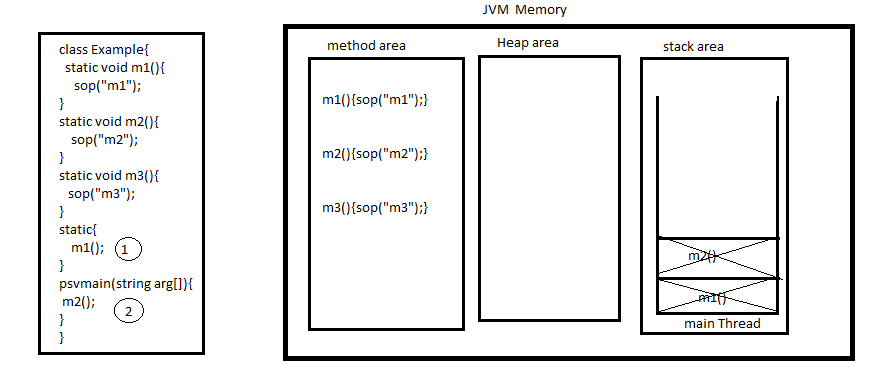 JVM Memory
class Example{
static void m1(){
sop("m1");
}
static void m2(){
sop("m2");
}
static void m3(){
sop("m3");
}
static{
m1(); 1
}
psvmain(string arg[]){
m2(); 2
}
}
method area
m1(){sop("m1");}
m2(){sop("m2");}
m3(){sop("m3");}
Heap area
stack area
m2()
m1()
main Thread